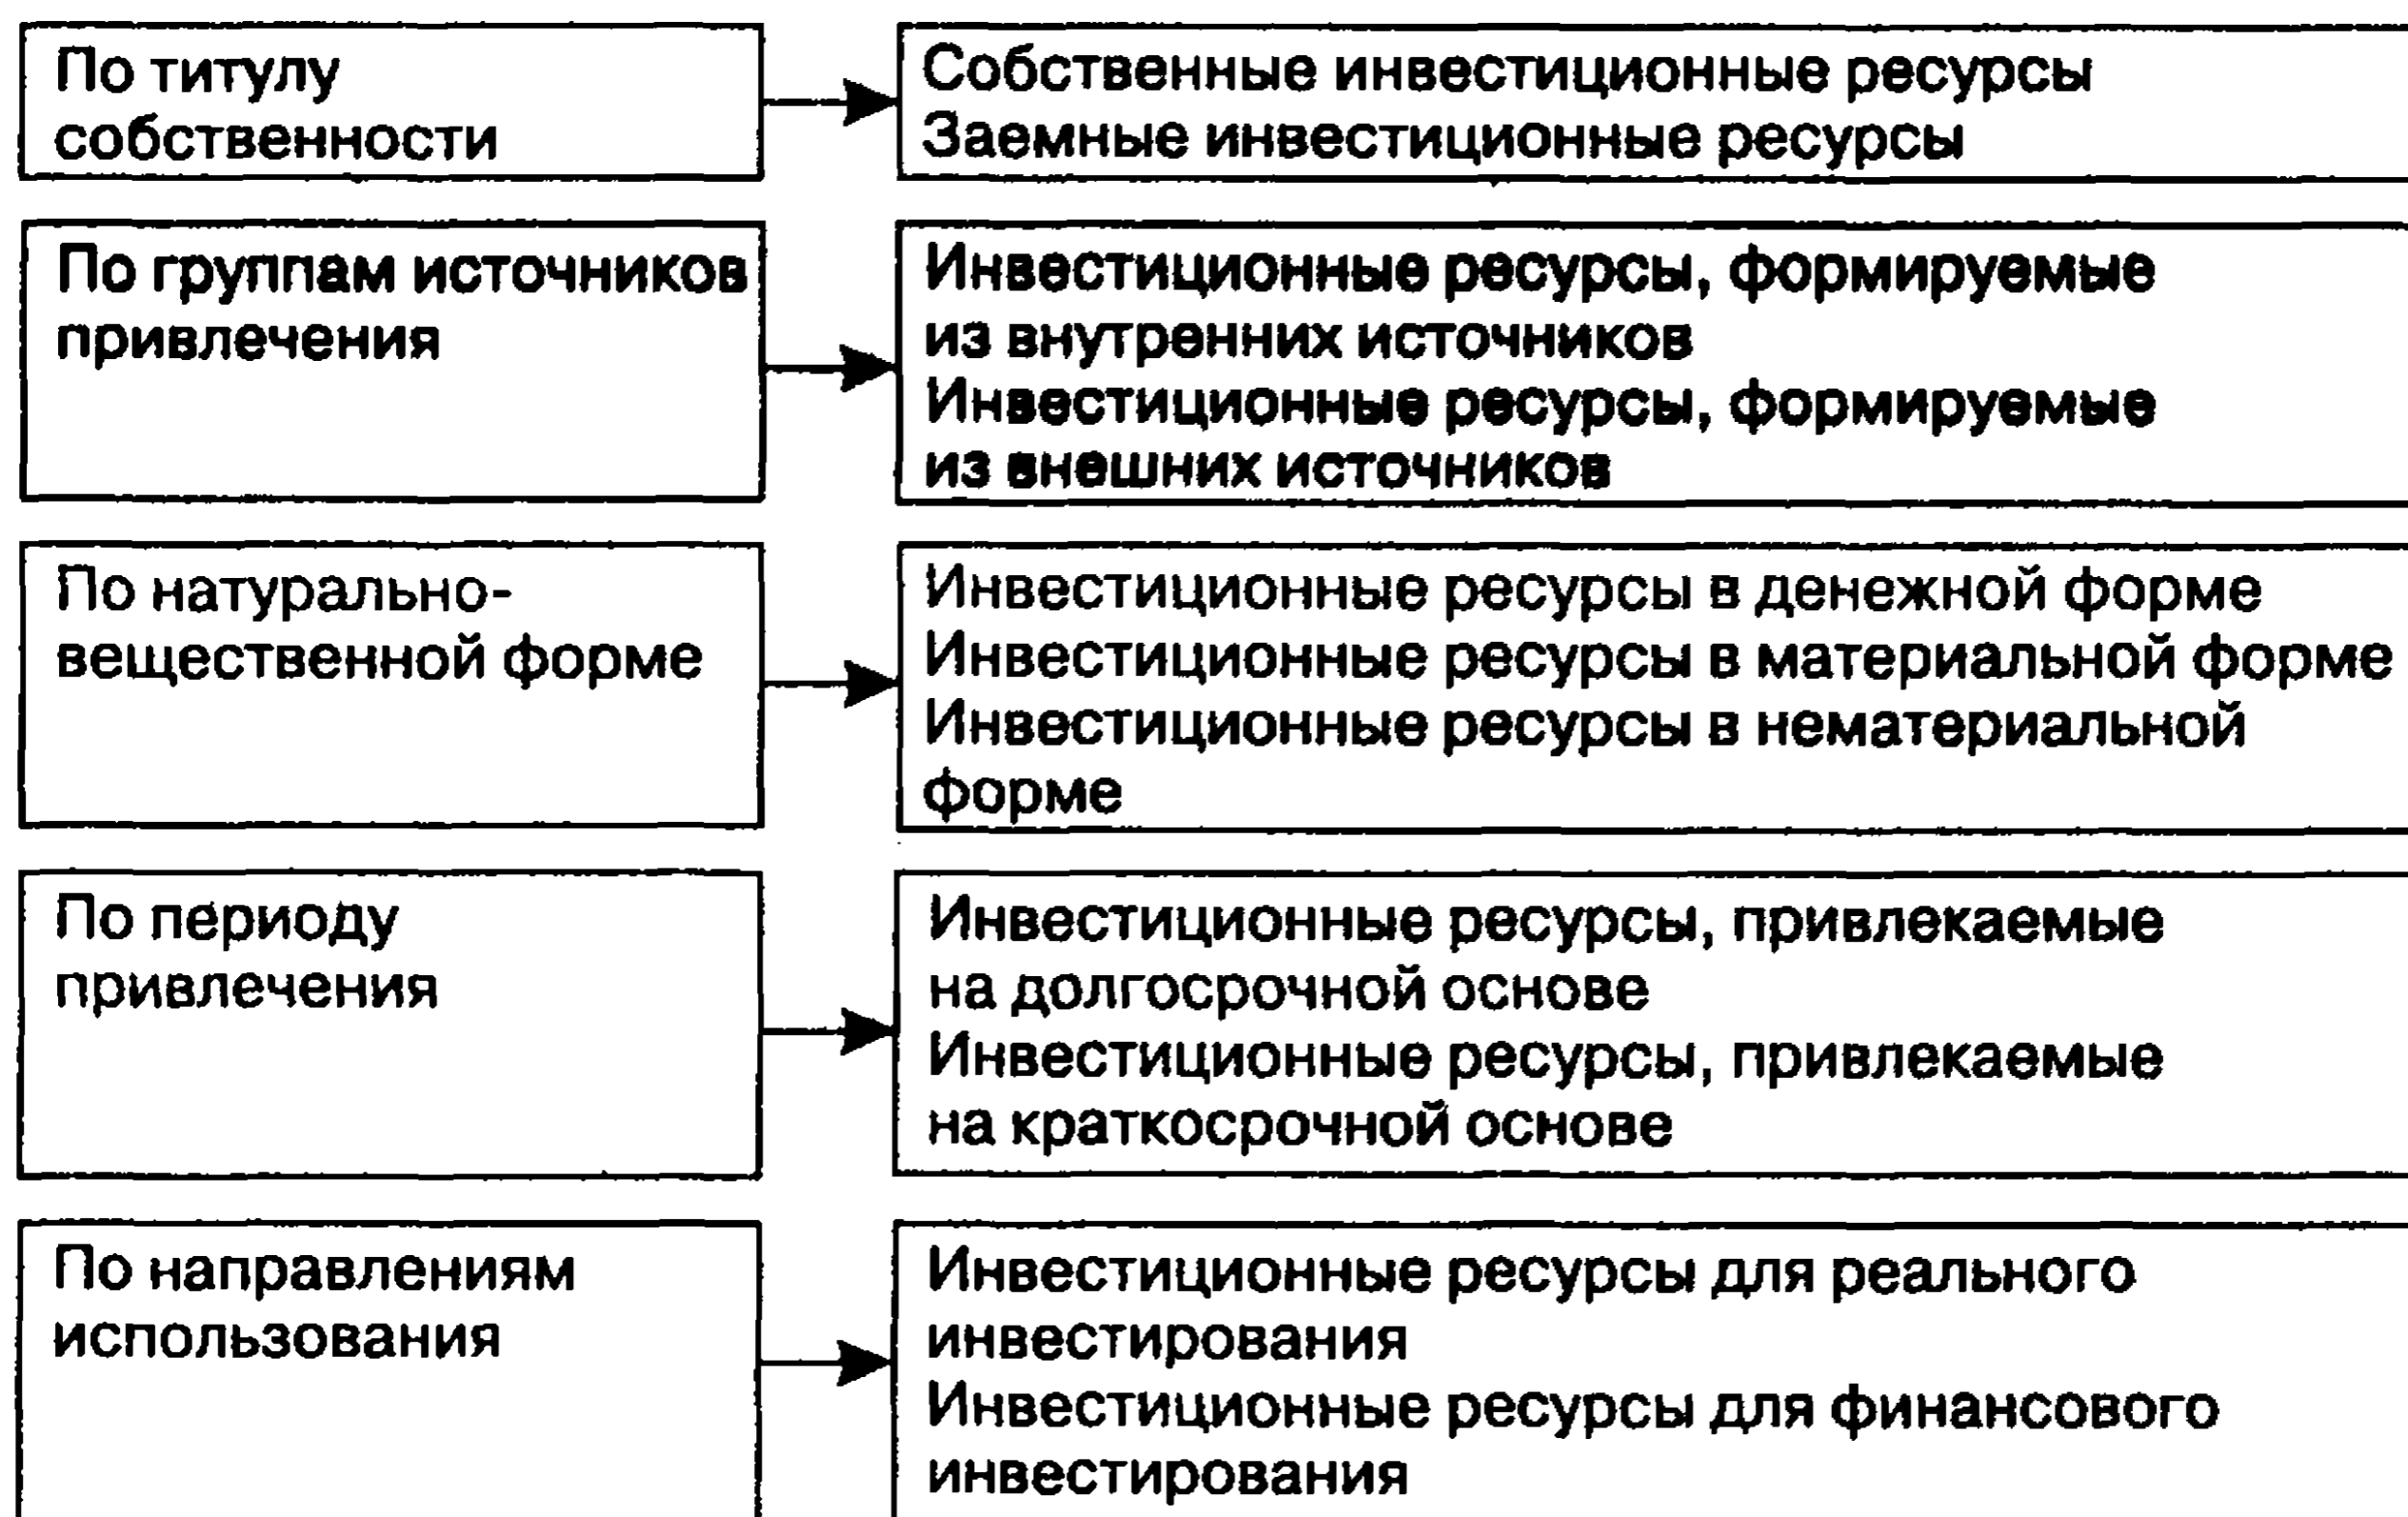 По титулу
собственности
Собственные инвестиционные ресурсы
Заемные инвестиционные ресурсы
По группам источников
привлечения
Инвестиционные ресурсы, формируемые
из внутренних источников
Инвестиционные ресурсы, формируемые
из внешних источников
По натурально-
вещественной форме
Инвестиционные ресурсы в денежной форме
Инвестиционные ресурсы в материальной форме
Инвестиционные ресурсы в нематериальной
форме
По периоду
привлечения
Инвестиционные ресурсы, привлекаемые
на долгосрочной основе
Инвестиционные ресурсы, привлекаемые
на краткосрочной основе
По направлениям
использования
Инвестиционные ресурсы для реального
инвестирования
Инвестиционные ресурсы для финансового
инвестирования